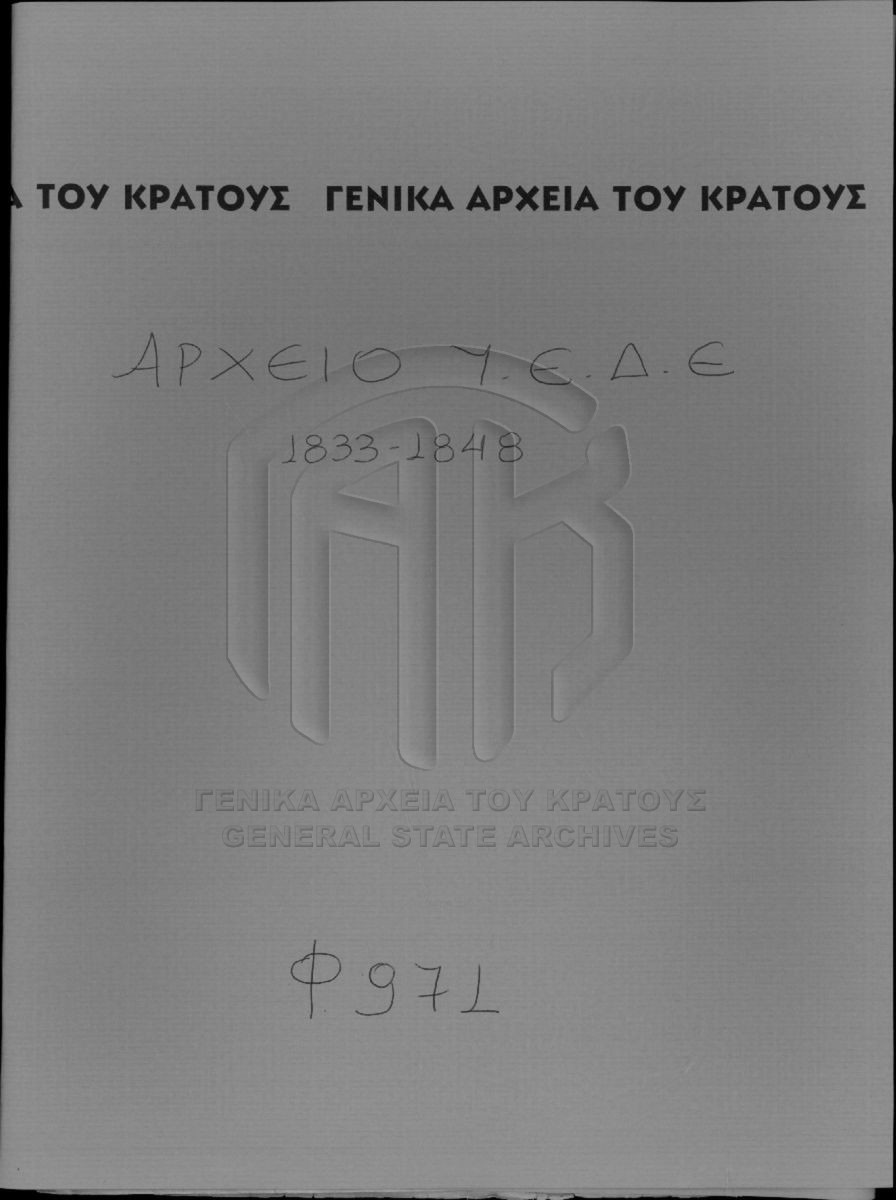 Α ΤΟΥ ΚΡΑΤΟΥΣ ΓΕΝΙΚΑ ΑΡΧΕΙΑ ΤΟΥ ΚΡΑΤΟΥΣ
ΑΡΧΕΙΟ Υ.Ε.Δ.Ε
1833-1848
ΓΕΝΙΚΑ ΑΡΧΕΙΑ ΤΟΥ ΚΡΑΤΟΥΣ
GENERAL STATE ARCHIVES
Φ 971